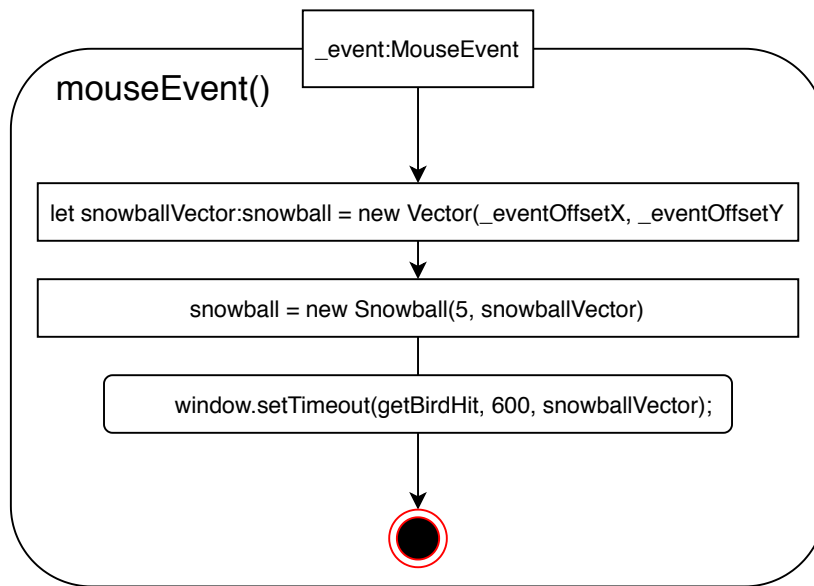 _event:MouseEvent
mouseEvent()
let snowballVector:snowball = new Vector(_eventOffsetX, _eventOffsetY
snowball = new Snowball(5, snowballVector)
window.setTimeout(getBirdHit, 600, snowballVector);